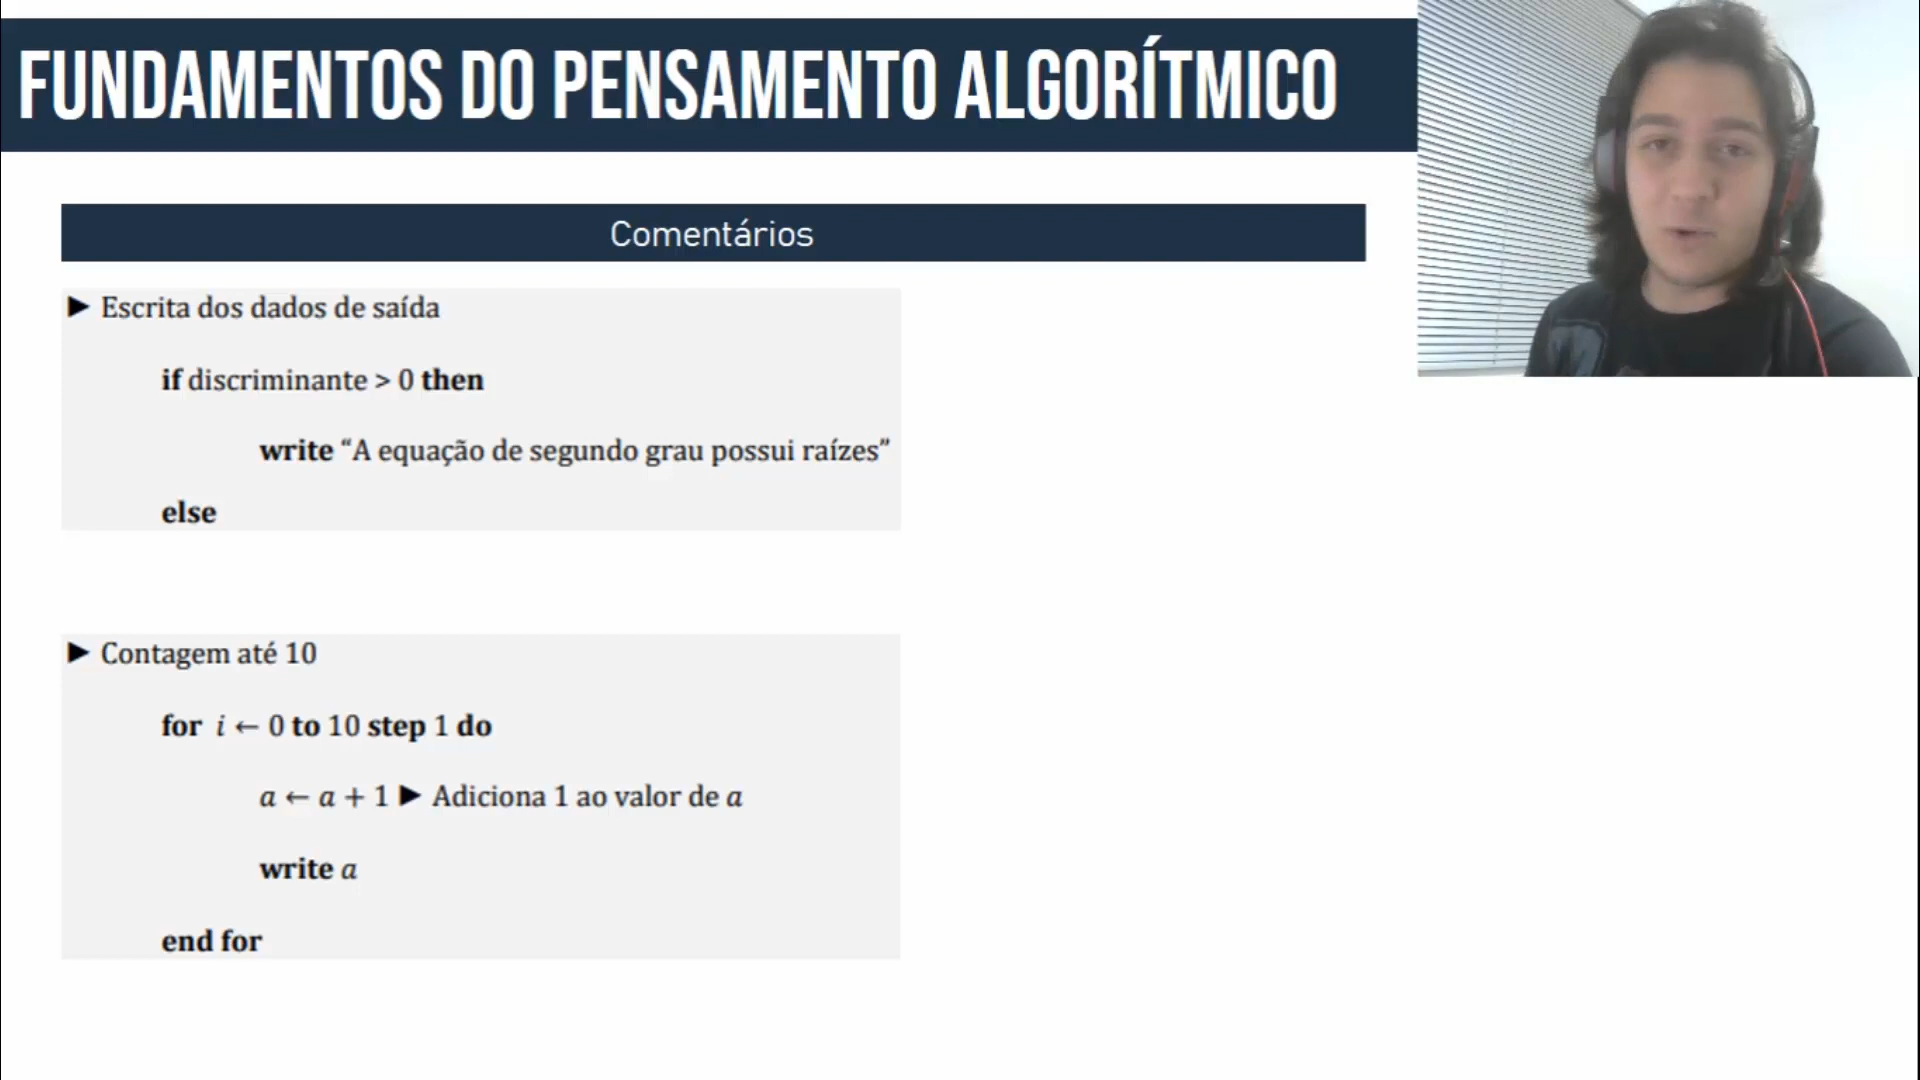 FUNDAMENTOS DO PENSAMENTO ALGORÍTMICO
Comentários
► Escrita dos dados de saída
if discriminante > 0 then
write “A equação de segundo grau possui raízes”
else
► Contagem até 10
for i ← 0 to 10 step 1 do
a ← a + 1 ► Adiciona 1 ao valor de a
write a
end for